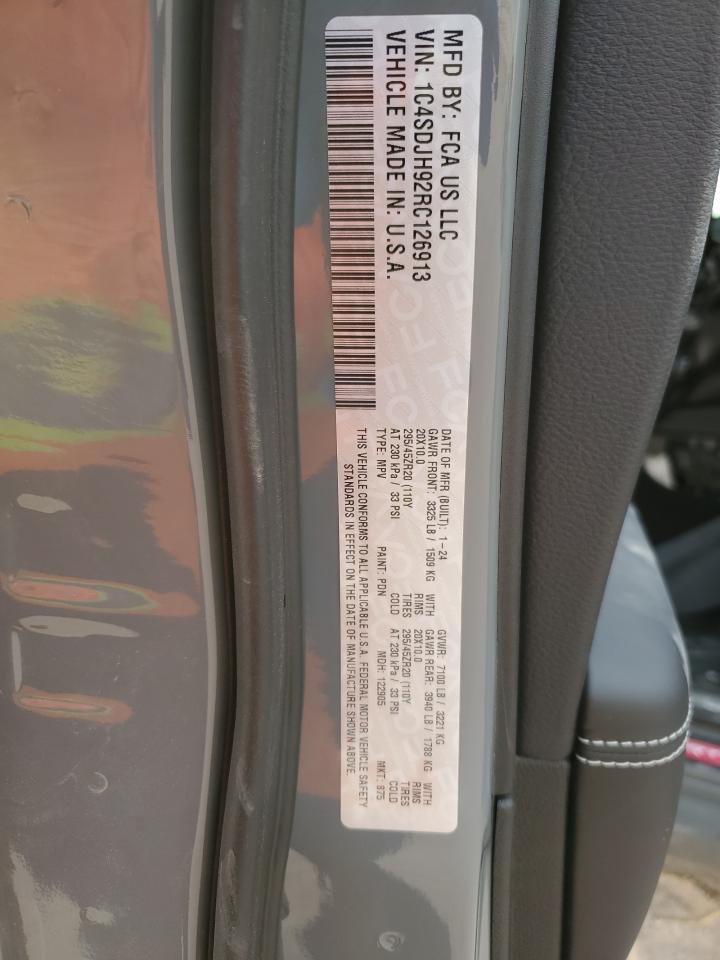 MFD BY: FCA US LLC
VIN: 1C4SDJH92RC126913
VEHICLE MADE IN: U.S.A.
DATE OF MFR (BUILT): 1-24 GVWR: 7100 LB / 3221 KG
GAWR FRONT: 3325 LB / 1509 KG WITH GAWR REAR: 3940 LB / 1788 KG WITH
20X10.0 RIMS 20X10.0 RIMS
295/45ZR20 (110Y TIRES 295/45ZR20 (110Y TIRES
AT 230 kPa / 33 PSI COLD AT 230 kPa / 33 PSI COLD
TYPE: MPV PAINT: PDN MDH: 122905 MKT: 875
THIS VEHICLE CONFORMS TO ALL APPLICABLE U.S.A. FEDERAL MOTOR VEHICLE SAFETY
STANDARDS IN EFFECT ON THE DATE OF MANUFACTURE SHOWN ABOVE.